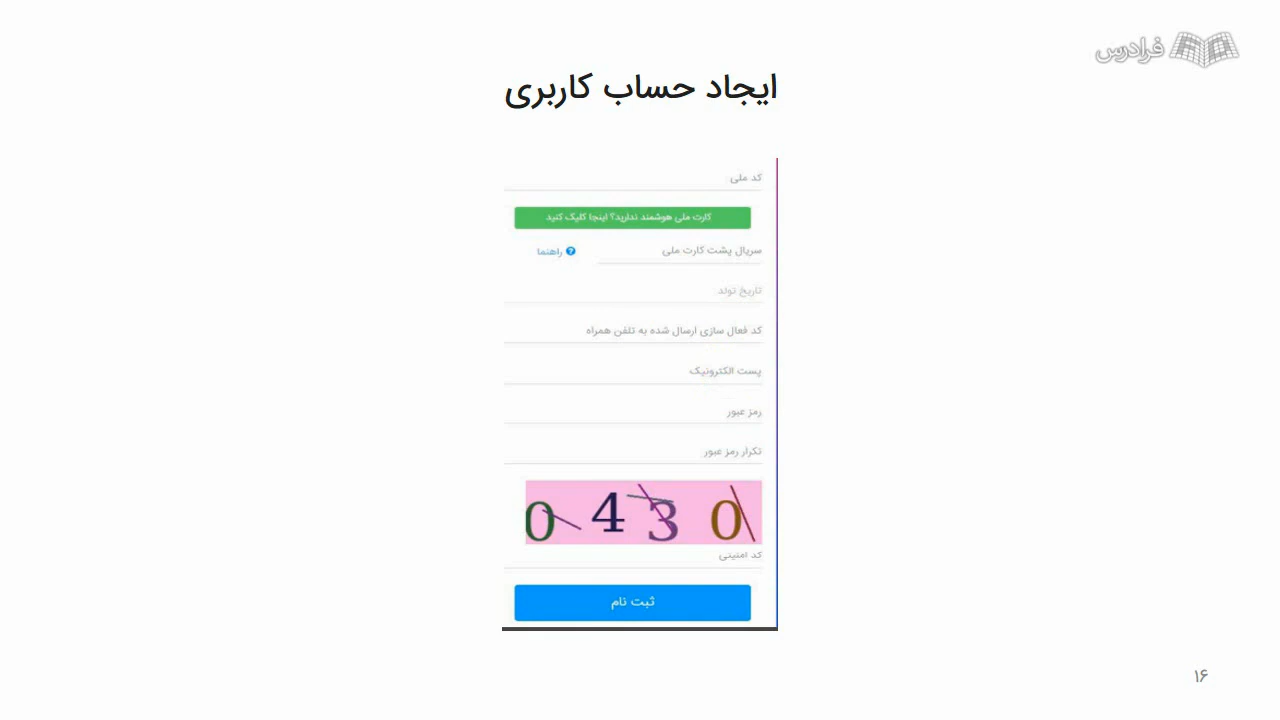 فرادرس
ایجاد حساب کاربری
کد ملی
کارت ملی هوشمند ندارید؟ اینجا کلیک کنید
سریال پشت کارت ملی
راهنما
تاریخ تولد
کد فعال سازی ارسال شده به تلفن همراه
پست الکترونیک
رمز عبور
تکرار رمز عبور
0 4 3 0
کد امنیتی
ثبت نام
۱۶